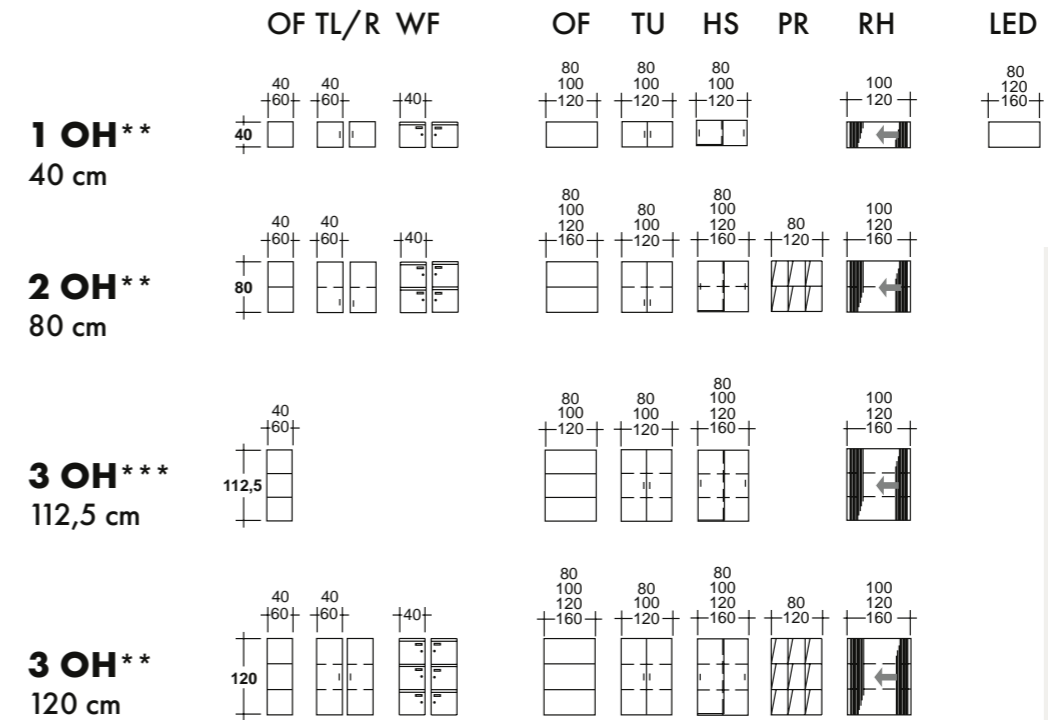 OF TL/R WF OF TU HS PR RH LED
80 80 80 80
40 40 100 100 100 100 120
60 60 40 120 120 120 120 160
1 OH** 40
40 cm
80 80
100 80 100 100
40 40 120 100 120 80 120
60 60 40 160 120 160 120 160
2 OH** 80
80 cm
80
80 80 100 100
40 100 100 120 120
60 120 120 160 160
3 OH*** 112,5
112,5 cm
80 80
100 80 100 100
40 40 120 100 120 80 120
60 60 40 160 120 160 120 160
3 OH** 120
120 cm